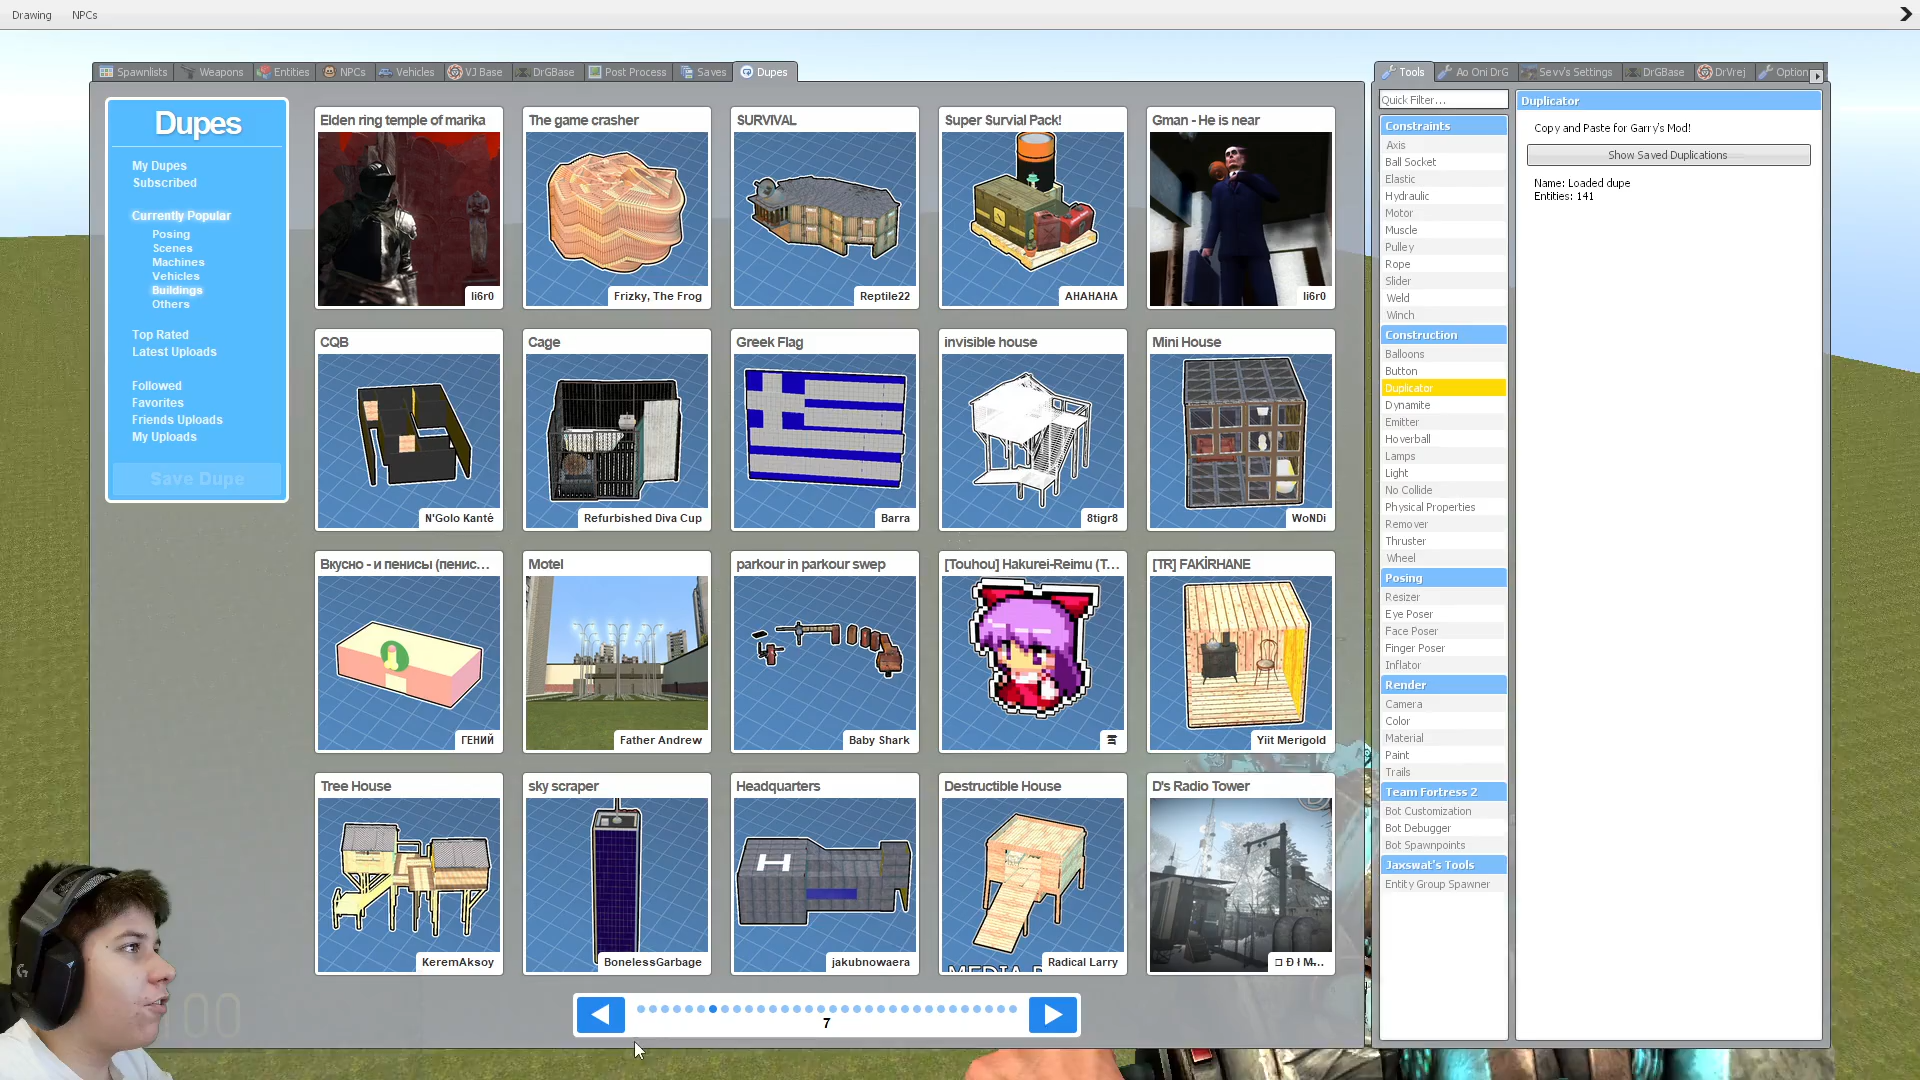 Drawing NPCs
Spawnlists Weapons Entities NPCs Vehicles VJ Base DrGBase Post Process Saves Dupes
Tools Ao Oni DrG Sevv's Settings DrGBase DrVrej Option
Dupes
My Dupes
Subscribed
Currently Popular
Posing
Scenes
Machines
Vehicles
Buildings
Others
Top Rated
Latest Uploads
Followed
Favorites
Friends Uploads
My Uploads
Save Dupe
Elden ring temple of marika
li6r0
The game crasher
Frizky, The Frog
SURVIVAL
Reptile22
Super Survial Pack!
AHAHAHA
Gman - He is near
li6r0
CQB
N'Golo Kanté
Cage
Refurbished Diva Cup
Greek Flag
Barra
invisible house
8tigr8
Mini House
WoNDi
Вкусно - и пенисы (пенис...
ГЕНИЙ
Motel
Father Andrew
parkour in parkour swep
Baby Shark
[Touhou] Hakurei-Reimu (T...
[TR] FAKİRHANE
Yiit Merigold
Tree House
KeremAksoy
sky scraper
BonelessGarbage
Headquarters
H
jakubnowaera
Destructible House
Radical Larry
D's Radio Tower
7
100
Quick Filter...
Constraints
Axis
Ball Socket
Elastic
Hydraulic
Motor
Muscle
Pulley
Rope
Slider
Weld
Winch
Construction
Balloons
Button
Duplicator
Dynamite
Emitter
Hoverball
Lamps
Light
No Collide
Physical Properties
Remover
Thruster
Wheel
Posing
Resizer
Eye Poser
Face Poser
Finger Poser
Inflator
Render
Camera
Color
Material
Paint
Trails
Team Fortress 2
Bot Customization
Bot Debugger
Bot Spawnpoints
Jaxswat's Tools
Entity Group Spawner
Duplicator
Copy and Paste for Garry's Mod!
Show Saved Duplications
Name: Loaded dupe
Entities: 141